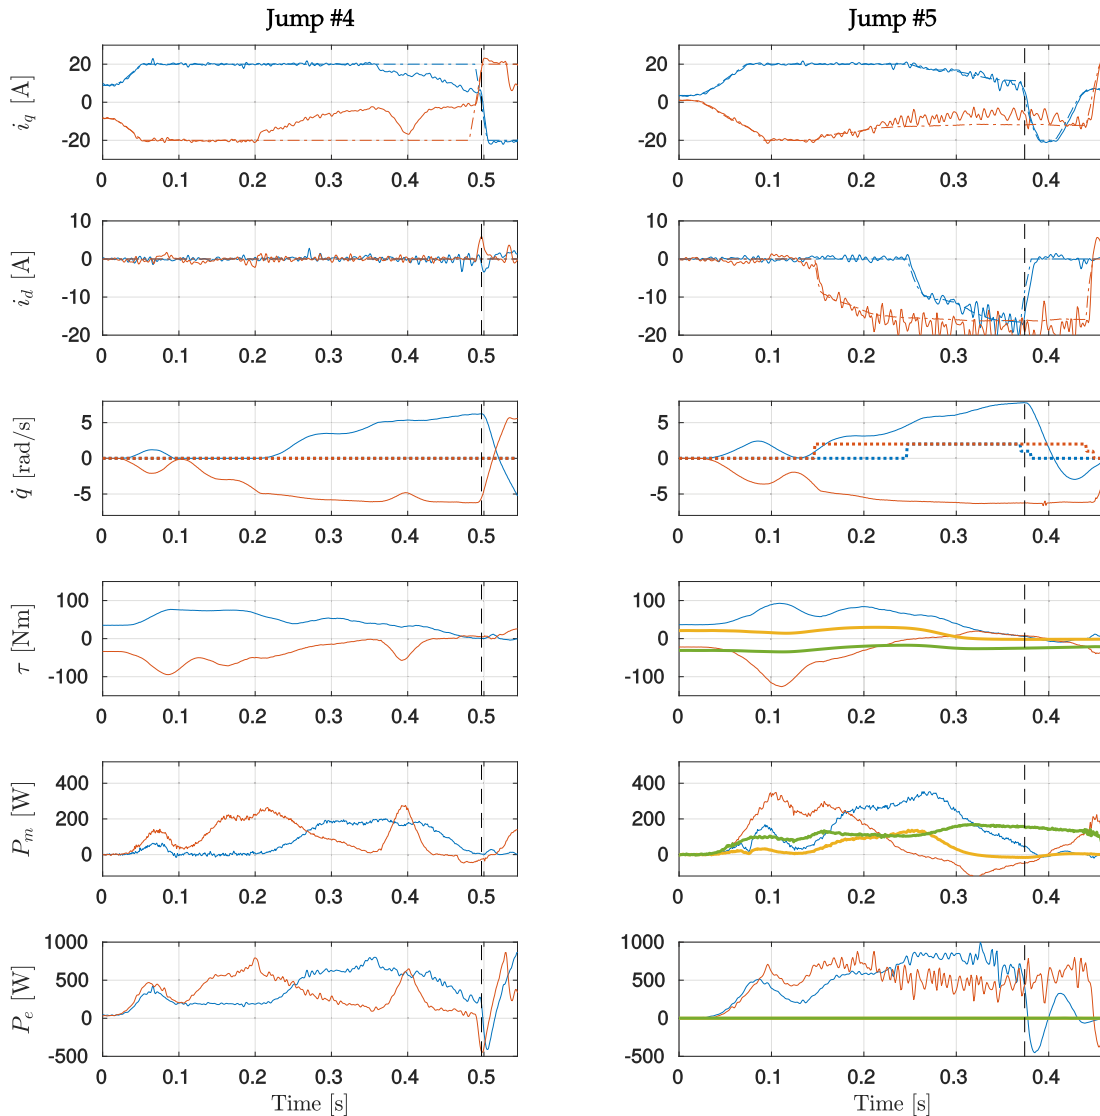 Jump #4 Jump #5
i_q [A] 20 0 -20 20 0 -20
0 0.1 0.2 0.3 0.4 0.5 0 0.1 0.2 0.3 0.4
i_d [A] 10 0 -10 -20 10 0 -10 -20
0 0.1 0.2 0.3 0.4 0.5 0 0.1 0.2 0.3 0.4
q̇ [rad/s] 5 0 -5 5 0 -5
0 0.1 0.2 0.3 0.4 0.5 0 0.1 0.2 0.3 0.4
τ [Nm] 100 0 -100 100 0 -100
0 0.1 0.2 0.3 0.4 0.5 0 0.1 0.2 0.3 0.4
P_m [W] 400 200 0 400 200 0
0 0.1 0.2 0.3 0.4 0.5 0 0.1 0.2 0.3 0.4
P_e [W] 1000 500 0 -500 1000 500 0 -500
0 0.1 0.2 0.3 0.4 0.5 0 0.1 0.2 0.3 0.4
Time [s] Time [s]